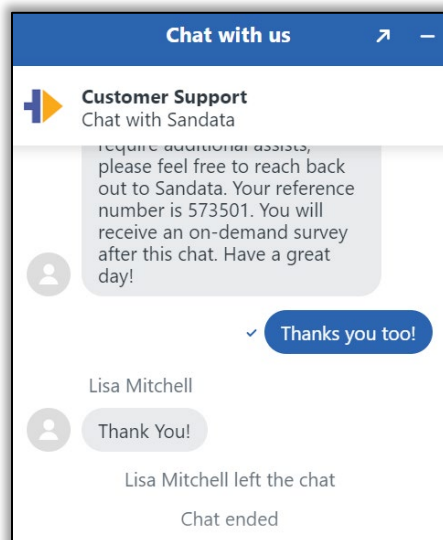 Chat with us
Customer Support
Chat with Sandata
require additional assists,
please feel free to reach back
out to Sandata. Your reference
number is 573501. You will
receive an on-demand survey
after this chat. Have a great
day!
Thanks you too!
Lisa Mitchell
Thank You!
Lisa Mitchell left the chat
Chat ended